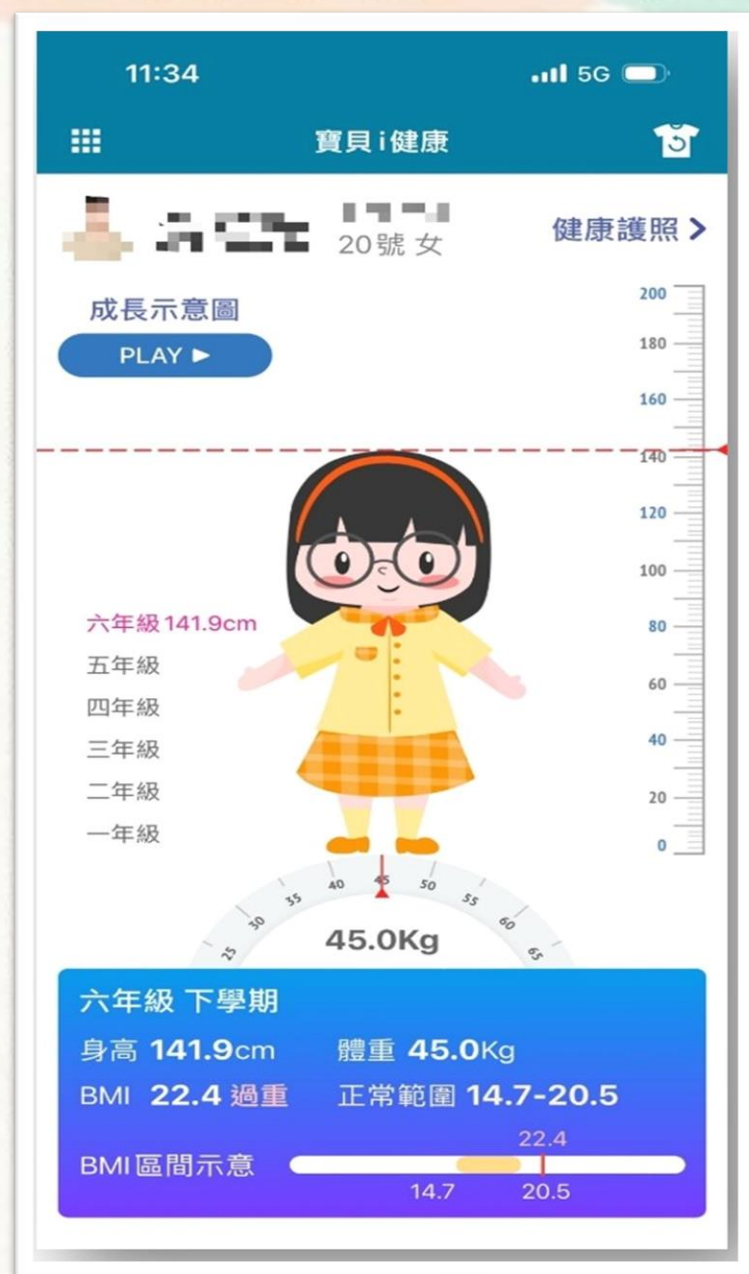 11:34 5G
寶貝i健康
20號 女
健康護照
成長示意圖
PLAY
200
180
160
140
120
100
80
60
40
20
0
六年級 141.9cm
五年級
四年級
三年級
二年級
一年級
25 30 35 40 45 50 55 60 65
45.0Kg
六年級 下學期
身高 141.9cm 體重 45.0Kg
BMI 22.4 過重 正常範圍 14.7-20.5
22.4
BMI區間示意
14.7 20.5